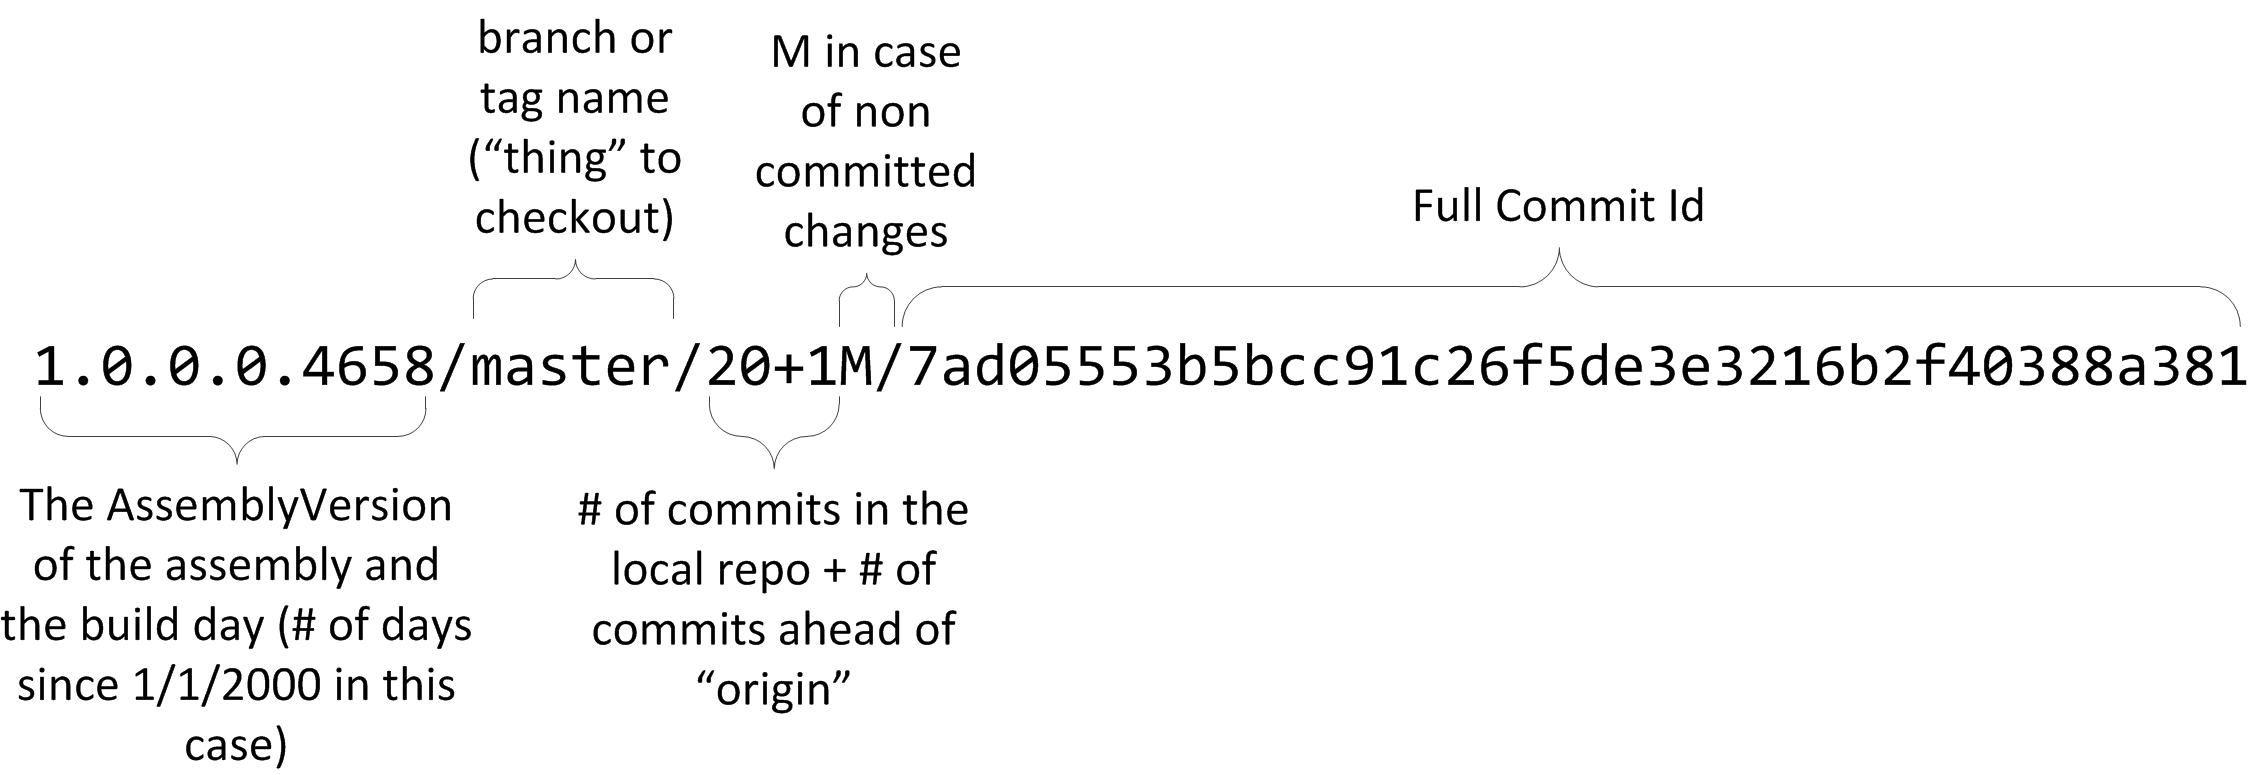 branch or
tag name
(“thing” to
checkout)
M in case
of non
committed
changes
Full Commit Id
1.0.0.0.4658/master/20+1M/7ad05553b5bcc91c26f5de3e3216b2f40388a381
The AssemblyVersion
of the assembly and
the build day (# of days
since 1/1/2000 in this
case)
# of commits in the
local repo + # of
commits ahead of
“origin”